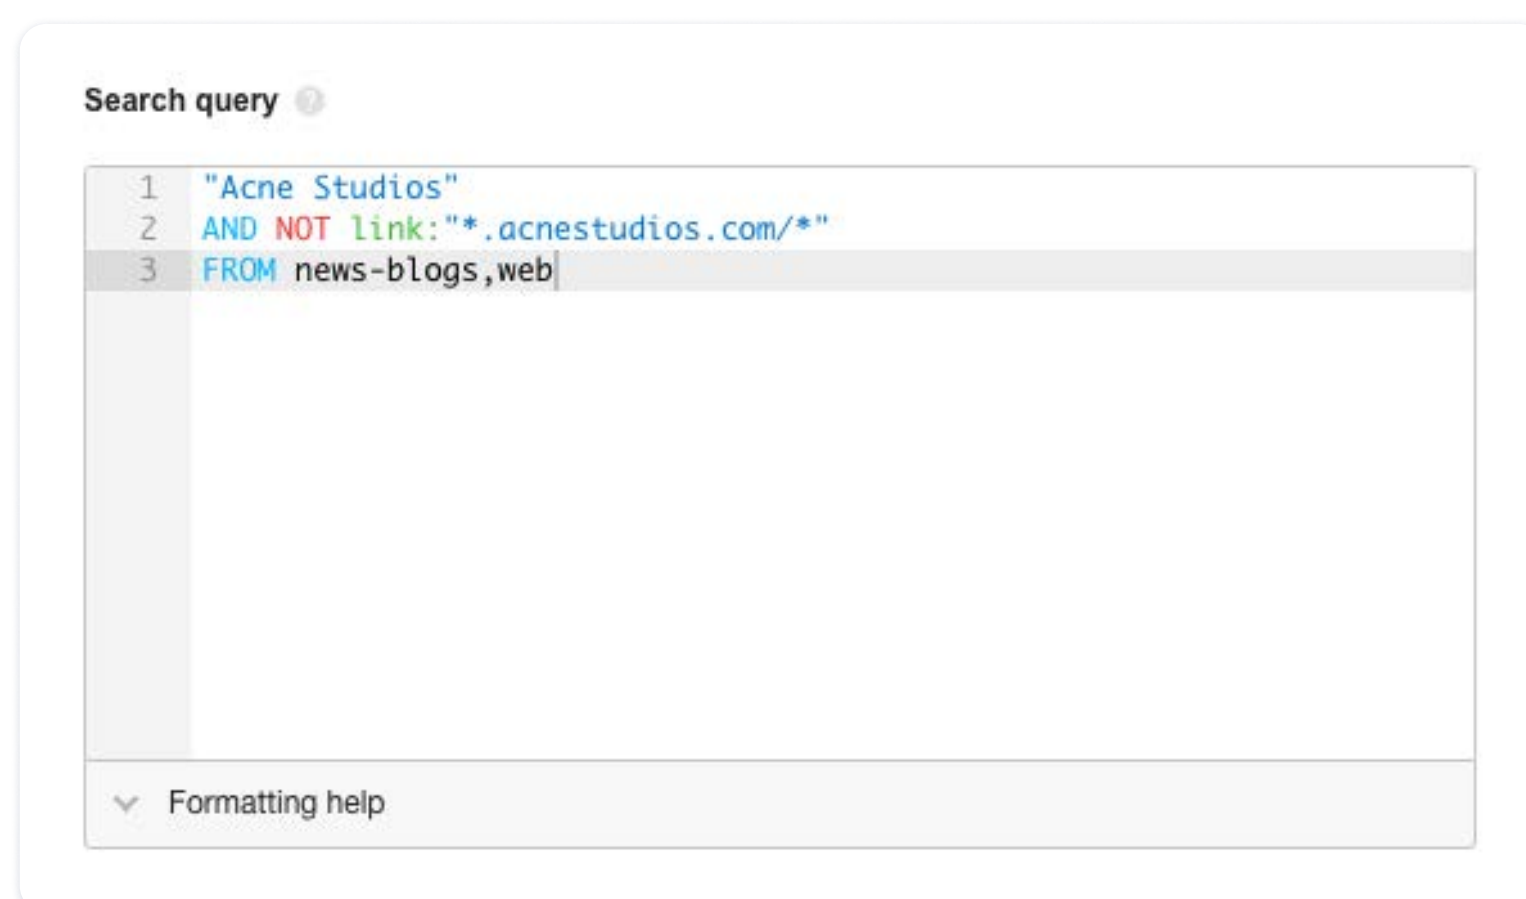 Search query ?
1 "Acne Studios"
2 AND NOT link:"*.acnestudios.com/*"
3 FROM news-blogs,web
Formatting help